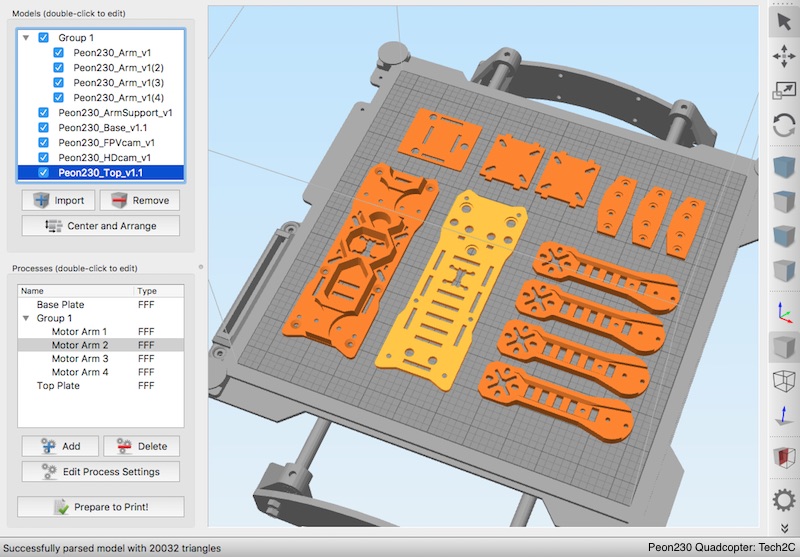 Models (double-click to edit)
Group 1
Peon230_Arm_v1
Peon230_Arm_v1(2)
Peon230_Arm_v1(3)
Peon230_Arm_v1(4)
Peon230_ArmSupport_v1
Peon230_Base_v1.1
Peon230_FPVcam_v1
Peon230_HDcam_v1
Peon230_Top_v1.1
Import
Remove
Center and Arrange
Processes (double-click to edit)
Name Type
Base Plate FFF
Group 1
Motor Arm 1 FFF
Motor Arm 2 FFF
Motor Arm 3 FFF
Motor Arm 4 FFF
Top Plate FFF
Add
Delete
Edit Process Settings
Prepare to Print!
Successfully parsed model with 20032 triangles
Peon230 Quadcopter: Tech2C